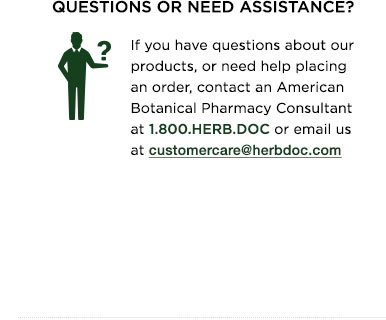 QUESTIONS OR NEED ASSISTANCE?
?
If you have questions about our
products, or need help placing
an order, contact an American
Botanical Pharmacy Consultant
at 1.800.HERB.DOC or email us
at customercare@herbdoc.com